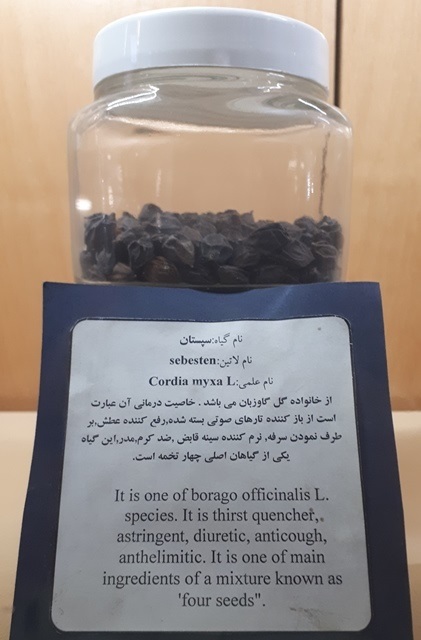 نام گیاه:سپستان
نام لاتین:sebesten
نام علمی:Cordia myxa L
از خانواده گل گاوزبان می باشد . خاصیت درمانی آن عبارت
است از باز کننده تارهای صوتی بسته شده,رفع کننده عطش,بر
طرف نمودن سرفه, نرم کننده سینه قابض ,ضد کرم,مدر,این گیاه
یکی از گیاهان اصلی چهار تخمه است.
It is one of borago officinalis L.
species. It is thirst quencher,
astringent, diuretic, anticough,
anthelimitic. It is one of main
ingredients of a mixture known as
'four seeds".